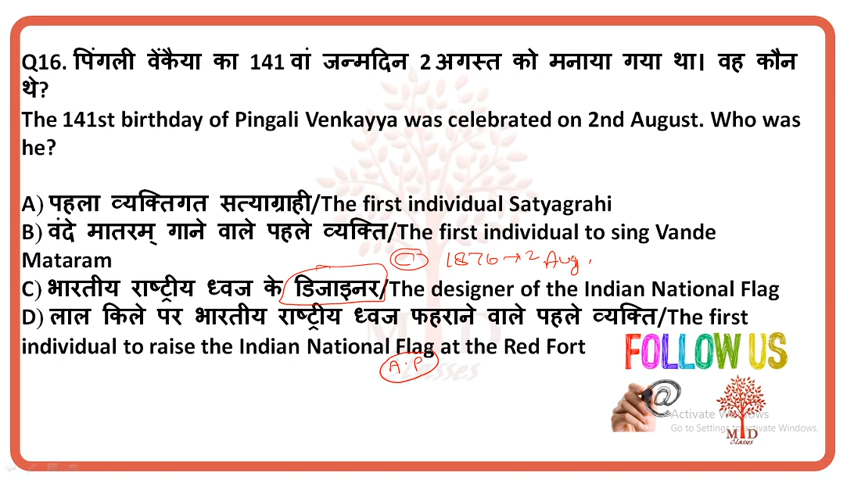 Q16. पिंगली वेंकैया का 141 वां जन्मदिन 2 अगस्त को मनाया गया था। वह कौन
थे?
The 141st birthday of Pingali Venkayya was celebrated on 2nd August. Who was
he?
A) पहला व्यक्तिगत सत्याग्राही/The first individual Satyagrahi
B) वंदे मातरम् गाने वाले पहले व्यक्ति/The first individual to sing Vande
Mataram
C 1876→2 Aug.
C) भारतीय राष्ट्रीय ध्वज के डिजाइनर/The designer of the Indian National Flag
D) लाल किले पर भारतीय राष्ट्रीय ध्वज फहराने वाले पहले व्यक्ति/The first
individual to raise the Indian National Flag at the Red Fort
A.P
FOLLOW US
@
Activate Windows
Go to Settings to activate Windows.
M D
Classes
M D
Classes